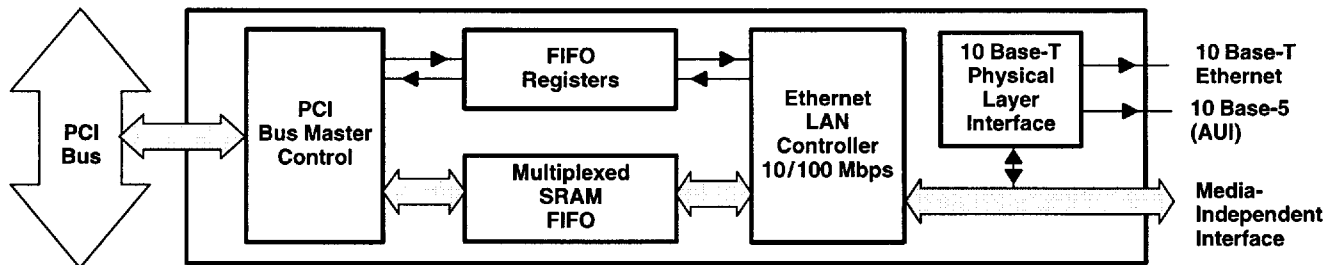 PCI
Bus
PCI
Bus Master
Control
FIFO
Registers
Multiplexed
SRAM
FIFO
Ethernet
LAN
Controller
10/100 Mbps
10 Base-T
Physical
Layer
Interface
10 Base-T
Ethernet
10 Base-5
(AUI)
Media-
Independent
Interface